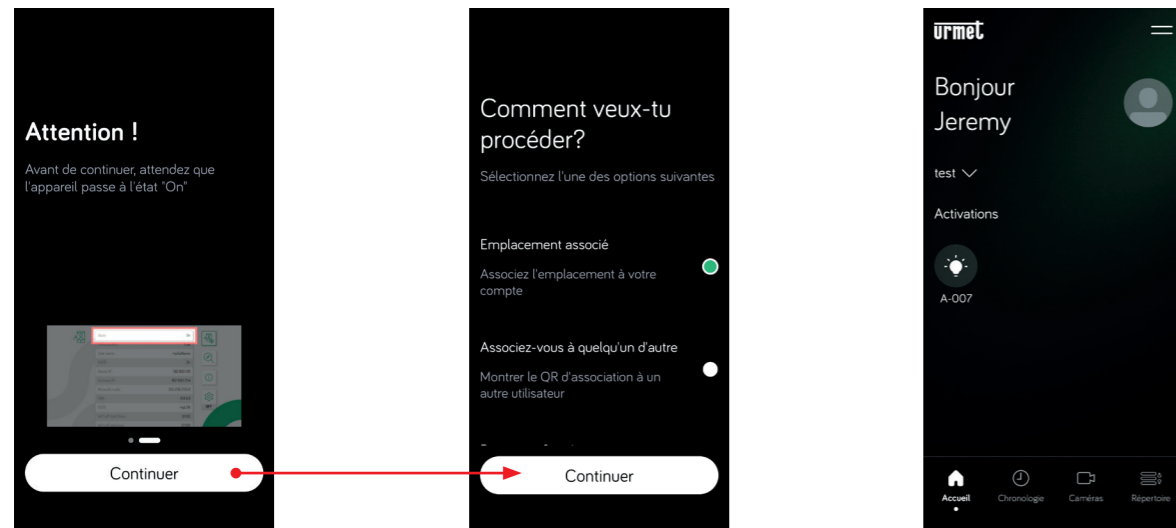 Attention !
Avant de continuer, attendez que
l'appareil passe à l'état "On"
Continuer
Comment veux-tu
procéder?
Sélectionnez l'une des options suivantes
Emplacement associé
Associez l'emplacement à votre
compte
Associez-vous à quelqu'un d'autre
Montrer le QR d'association à un
autre utilisateur
Continuer
urmet
Bonjour
Jeremy
test
Activations
A-007
Accueil
Chronologie
Caméras
Répertoire